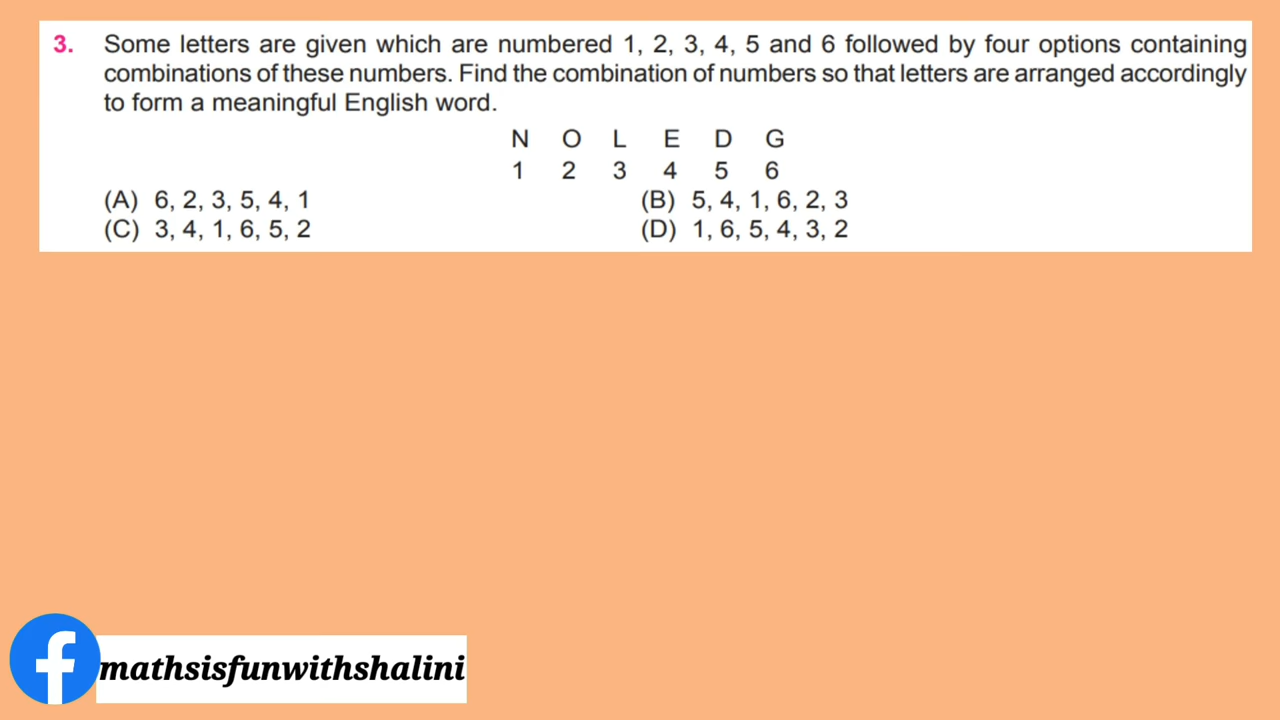 3. Some letters are given which are numbered 1, 2, 3, 4, 5 and 6 followed by four options containing
combinations of these numbers. Find the combination of numbers so that letters are arranged accordingly
to form a meaningful English word.
N O L E D G
1 2 3 4 5 6
(A) 6, 2, 3, 5, 4, 1 (B) 5, 4, 1, 6, 2, 3
(C) 3, 4, 1, 6, 5, 2 (D) 1, 6, 5, 4, 3, 2
mathsisfunwithshalini